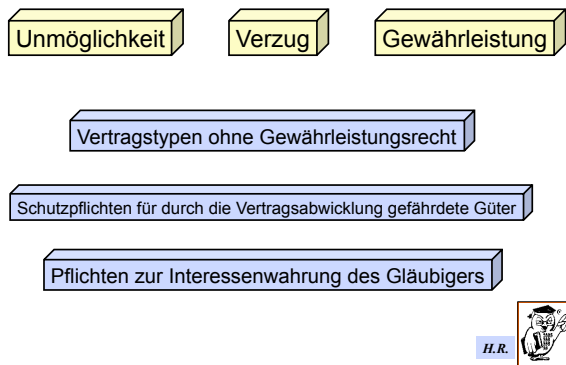 Unmöglichkeit Verzug Gewährleistung
Vertragstypen ohne Gewährleistungsrecht
Schutzpflichten für durch die Vertragsabwicklung gefährdete Güter
Pflichten zur Interessenwahrung des Gläubigers
H.R.